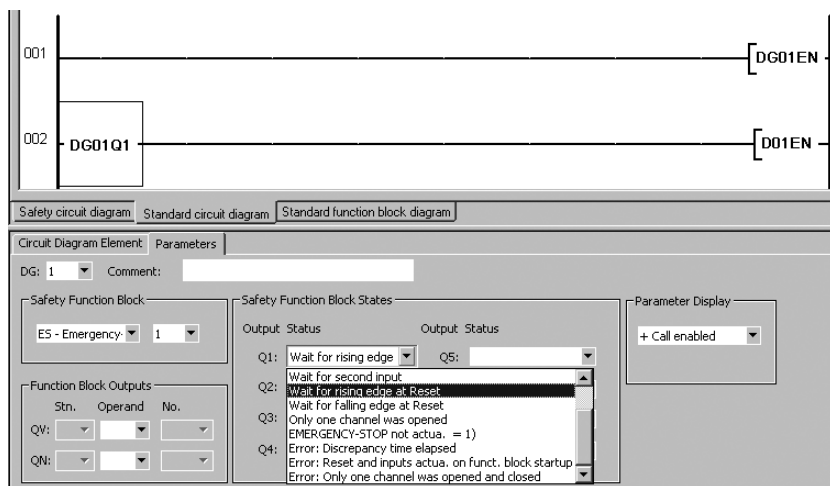 001
DG01EN
002
DG01Q1
D01EN
Safety circuit diagram Standard circuit diagram Standard function block diagram
Circuit Diagram Element Parameters
DG: 1 Comment:
Safety Function Block Safety Function Block States Parameter Display
Output Status Output Status
ES - Emergency- 1 + Call enabled
Q1: Wait for rising edge Q5:
Wait for second input
Q2: Wait for rising edge at Reset
Function Block Outputs
Wait for falling edge at Reset
Stn. Operand No.
Q3: Only one channel was opened
QV:
EMERGENCY-STOP not actua. = 1)
Q4: Error: Discrepancy time elapsed
QN:
Error: Reset and inputs actua. on funct. block startup
Error: Only one channel was opened and closed